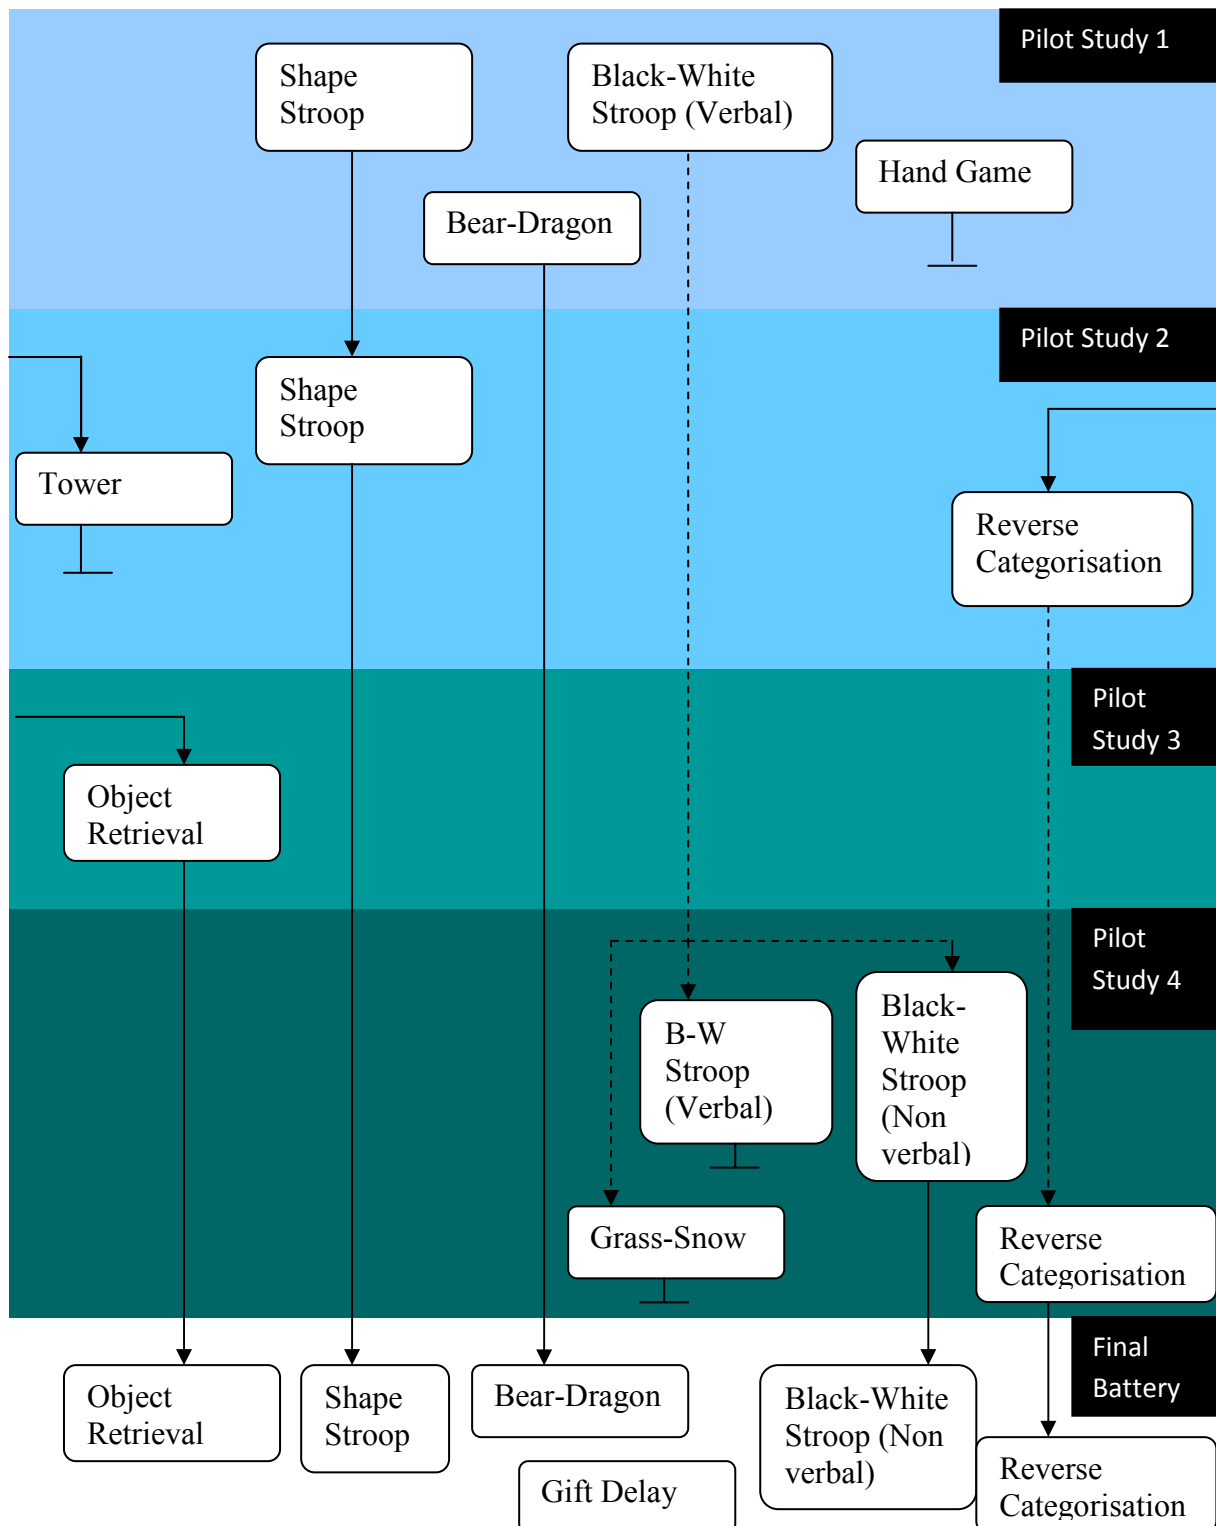 Pilot Study 1
Shape
Stroop
Black-White
Stroop (Verbal)
Hand Game
Bear-Dragon
Pilot Study 2
Shape
Stroop
Tower
Reverse
Categorisation
Pilot
Study 3
Object
Retrieval
Pilot
Study 4
B-W
Stroop
(Verbal)
Black-
White
Stroop
(Non
verbal)
Grass-Snow
Reverse
Categorisation
Final
Battery
Object
Retrieval
Shape
Stroop
Bear-Dragon
Black-White
Stroop (Non
verbal)
Gift Delay
Reverse
Categorisation